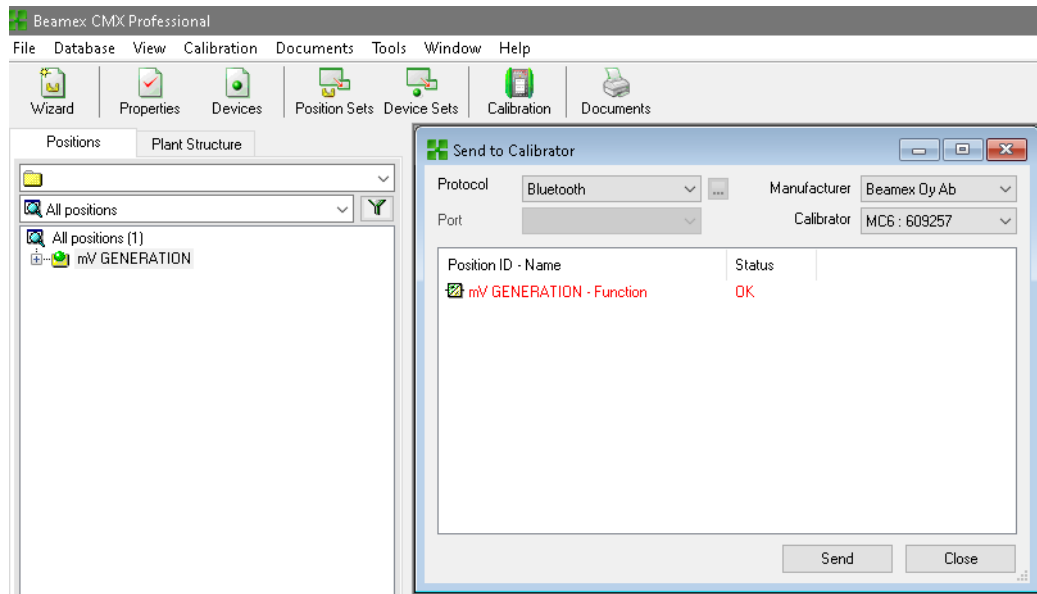 Beamex CMX Professional
File Database View Calibration Documents Tools Window Help
Wizard Properties Devices Position Sets Device Sets Calibration Documents
Positions Plant Structure
All positions
All positions (1)
mV GENERATION
Send to Calibrator
Protocol Bluetooth ... Manufacturer Beamex Oy Ab
Port Calibrator MC6 : 609257
Position ID - Name Status
mV GENERATION - Function OK
Send Close